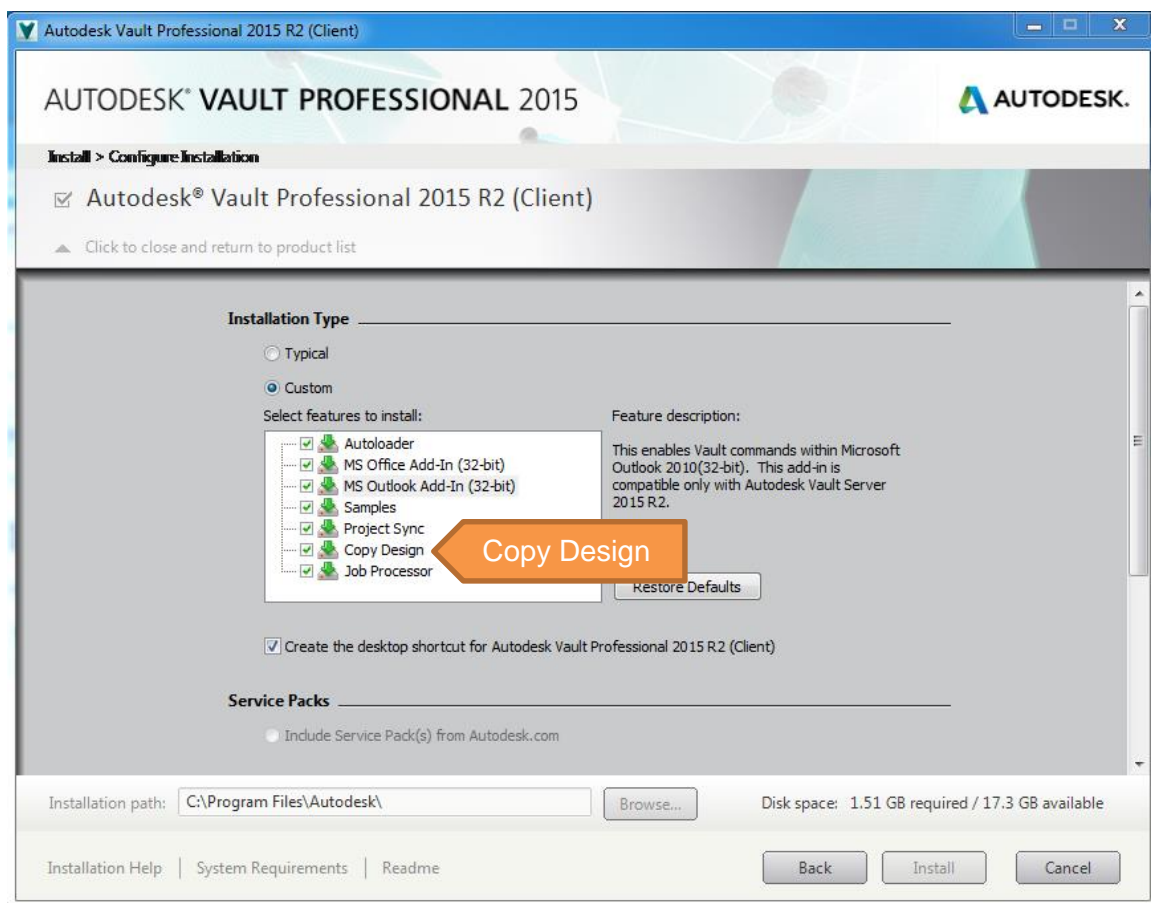 Autodesk Vault Professional 2015 R2 (Client)
AUTODESK® VAULT PROFESSIONAL 2015
AUTODESK.
Install > Configure Installation
Autodesk® Vault Professional 2015 R2 (Client)
Click to close and return to product list
Installation Type
Typical
Custom
Select features to install:
Autoloader
MS Office Add-In (32-bit)
MS Outlook Add-In (32-bit)
Samples
Project Sync
Copy Design
Job Processor
Feature description:
This enables Vault commands within Microsoft
Outlook 2010(32-bit). This add-in is
compatible only with Autodesk Vault Server
2015 R2.
Copy Design
Restore Defaults
Create the desktop shortcut for Autodesk Vault Professional 2015 R2 (Client)
Service Packs
Include Service Pack(s) from Autodesk.com
Installation path: C:\Program Files\Autodesk\ Browse... Disk space: 1.51 GB required / 17.3 GB available
Installation Help | System Requirements | Readme Back Install Cancel